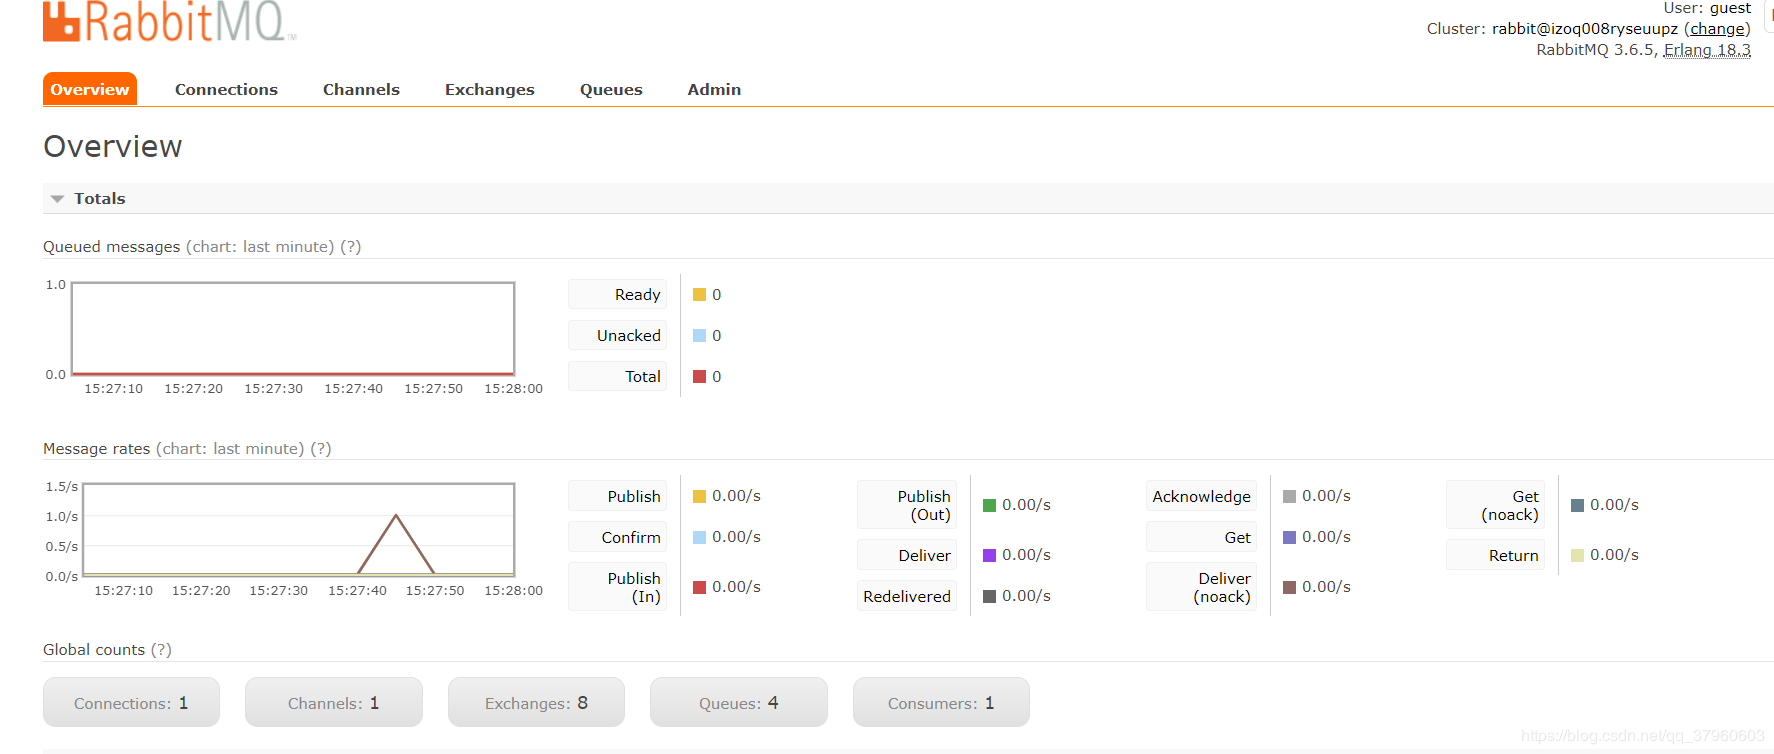 RabbitMQ™
User: guest
Cluster: rabbit@izoq008ryseuupz (change)
RabbitMQ 3.6.5, Erlang 18.3
Overview Connections Channels Exchanges Queues Admin
Overview
Totals
Queued messages (chart: last minute) (?)
1.0
0.0
15:27:10 15:27:20 15:27:30 15:27:40 15:27:50 15:28:00
Ready 0
Unacked 0
Total 0
Message rates (chart: last minute) (?)
1.5/s
1.0/s
0.5/s
0.0/s
15:27:10 15:27:20 15:27:30 15:27:40 15:27:50 15:28:00
Publish 0.00/s
Confirm 0.00/s
Publish
(In) 0.00/s
Publish
(Out) 0.00/s
Deliver 0.00/s
Redelivered 0.00/s
Acknowledge 0.00/s
Get 0.00/s
Deliver
(noack) 0.00/s
Get
(noack) 0.00/s
Return 0.00/s
Global counts (?)
Connections: 1 Channels: 1 Exchanges: 8 Queues: 4 Consumers: 1
https://blog.csdn.net/qq_37960603